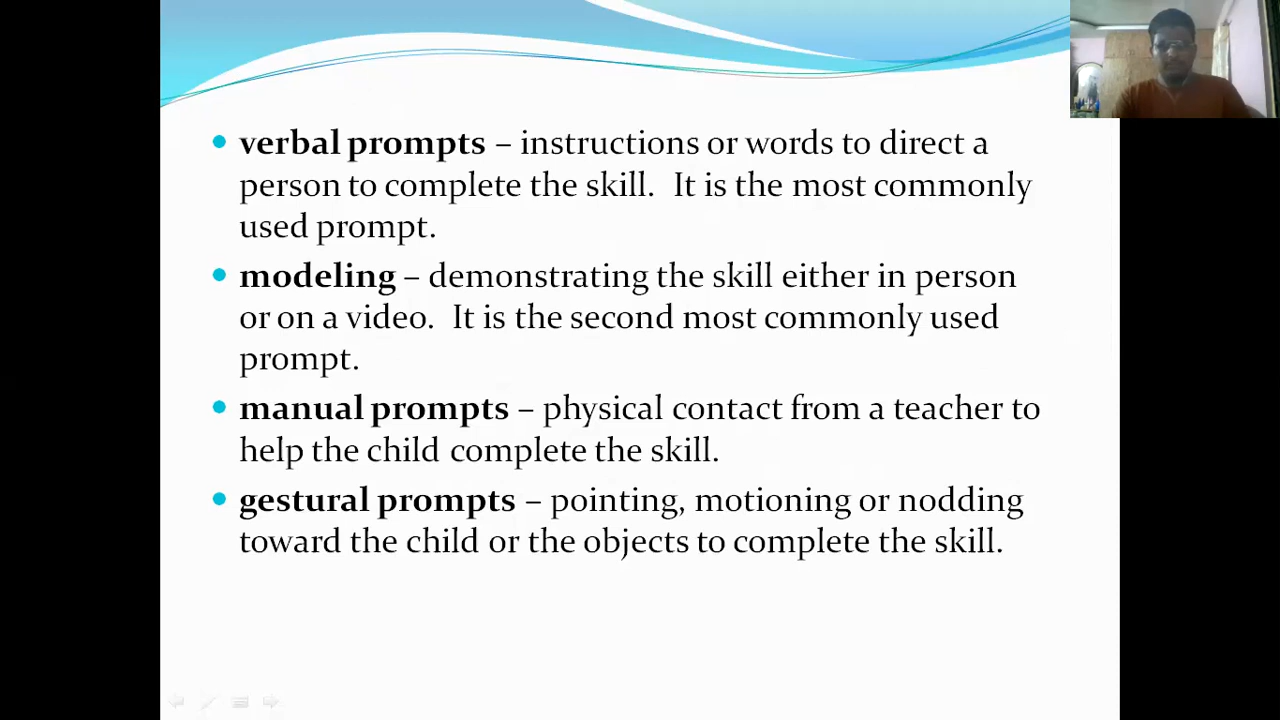 verbal prompts – instructions or words to direct a
person to complete the skill.  It is the most commonly
used prompt.
modeling – demonstrating the skill either in person
or on a video.  It is the second most commonly used
prompt.
manual prompts – physical contact from a teacher to
help the child complete the skill.
gestural prompts – pointing, motioning or nodding
toward the child or the objects to complete the skill.